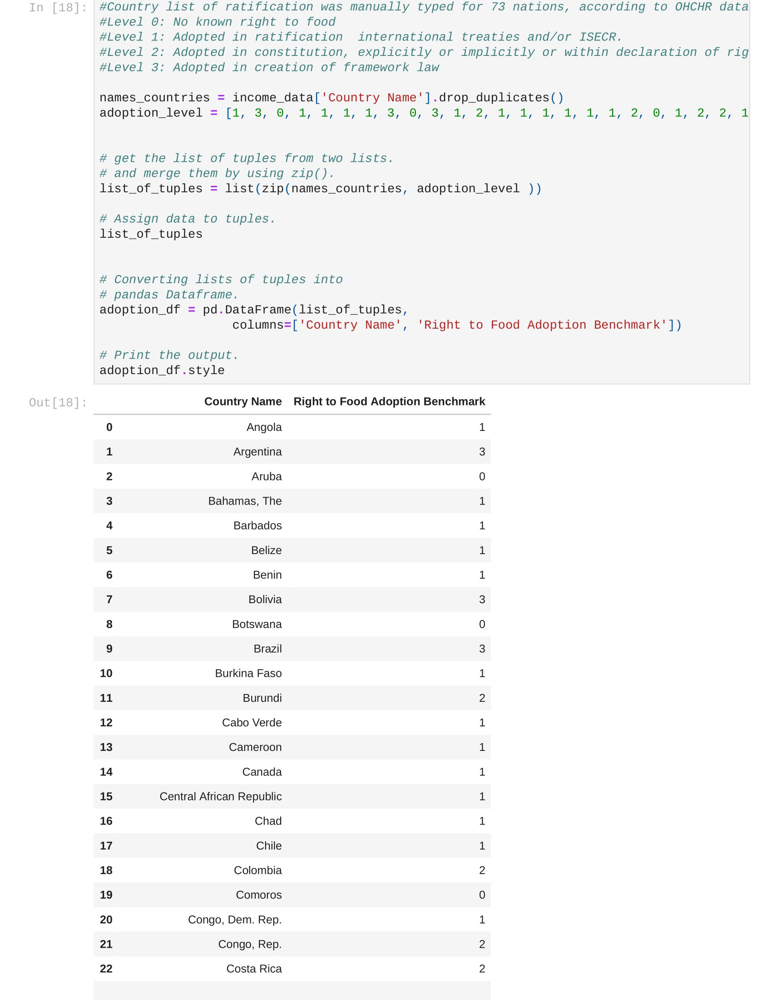 In [18]: #Country list of ratification was manually typed for 73 nations, according to OHCHR data
#Level 0: No known right to food
#Level 1: Adopted in ratification  international treaties and/or ISECR.
#Level 2: Adopted in constitution, explicitly or implicitly or within declaration of rig
#Level 3: Adopted in creation of framework law
names_countries = income_data['Country Name'].drop_duplicates()
adoption_level = [1, 3, 0, 1, 1, 1, 1, 3, 0, 3, 1, 2, 1, 1, 1, 1, 1, 1, 2, 0, 1, 2, 2, 1
# get the list of tuples from two lists.
# and merge them by using zip().
list_of_tuples = list(zip(names_countries, adoption_level ))
# Assign data to tuples.
list_of_tuples
# Converting lists of tuples into
# pandas Dataframe.
adoption_df = pd.DataFrame(list_of_tuples,
columns=['Country Name', 'Right to Food Adoption Benchmark'])
# Print the output.
adoption_df.style
Out[18]: Country Name Right to Food Adoption Benchmark
0 Angola 1
1 Argentina 3
2 Aruba 0
3 Bahamas, The 1
4 Barbados 1
5 Belize 1
6 Benin 1
7 Bolivia 3
8 Botswana 0
9 Brazil 3
10 Burkina Faso 1
11 Burundi 2
12 Cabo Verde 1
13 Cameroon 1
14 Canada 1
15 Central African Republic 1
16 Chad 1
17 Chile 1
18 Colombia 2
19 Comoros 0
20 Congo, Dem. Rep. 1
21 Congo, Rep. 2
22 Costa Rica 2